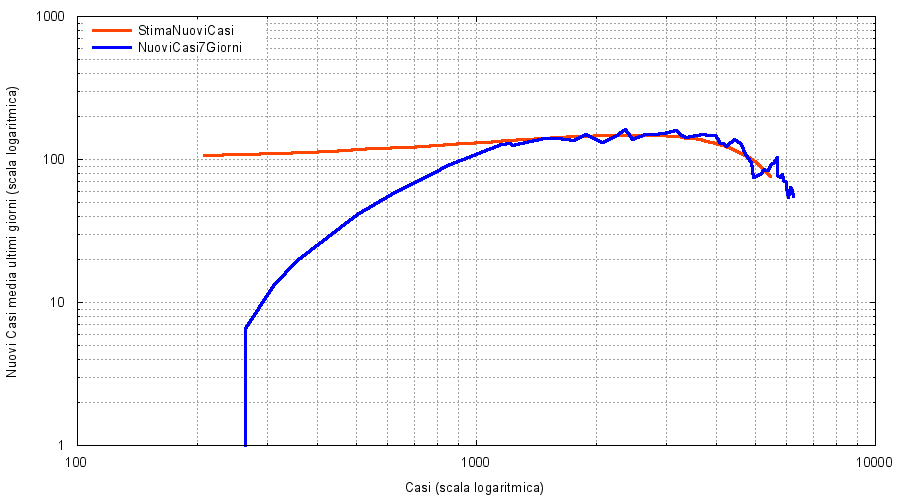 1000
StimaNuoviCasi
NuoviCasi7Giorni
100
10
1
Nuovi Casi media ultimi giorni (scala logaritmica)
100
1000
10000
Casi (scala logaritmica)